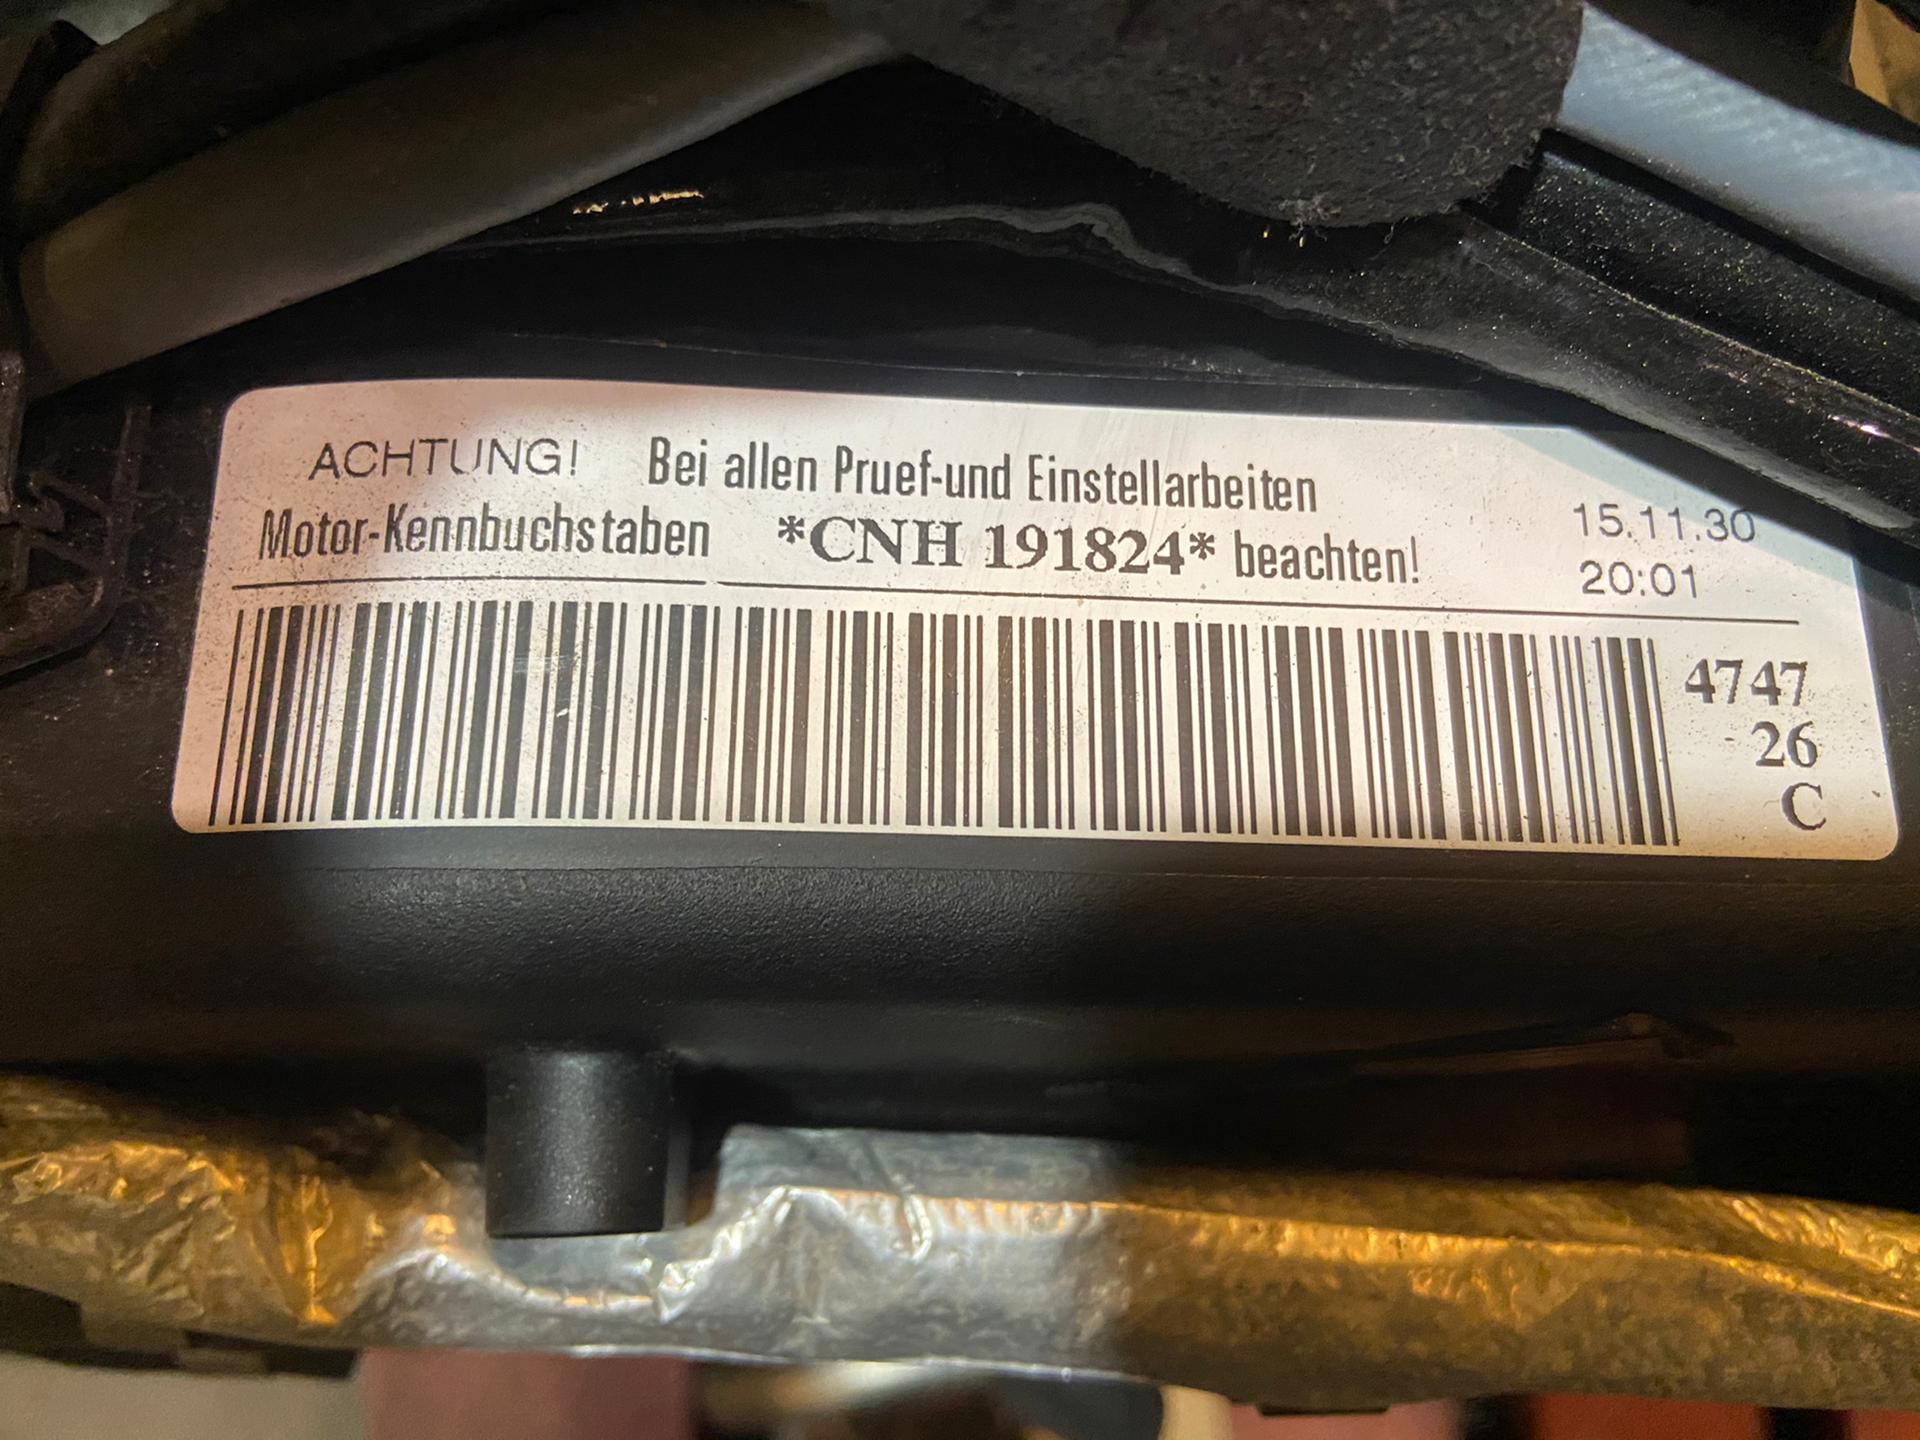 ACHTUNG! Bei allen Pruef-und Einstellarbeiten
Motor-Kennbuchstaben *CNH 191824* beachten!
15.11.30
20:01
4747
26
C